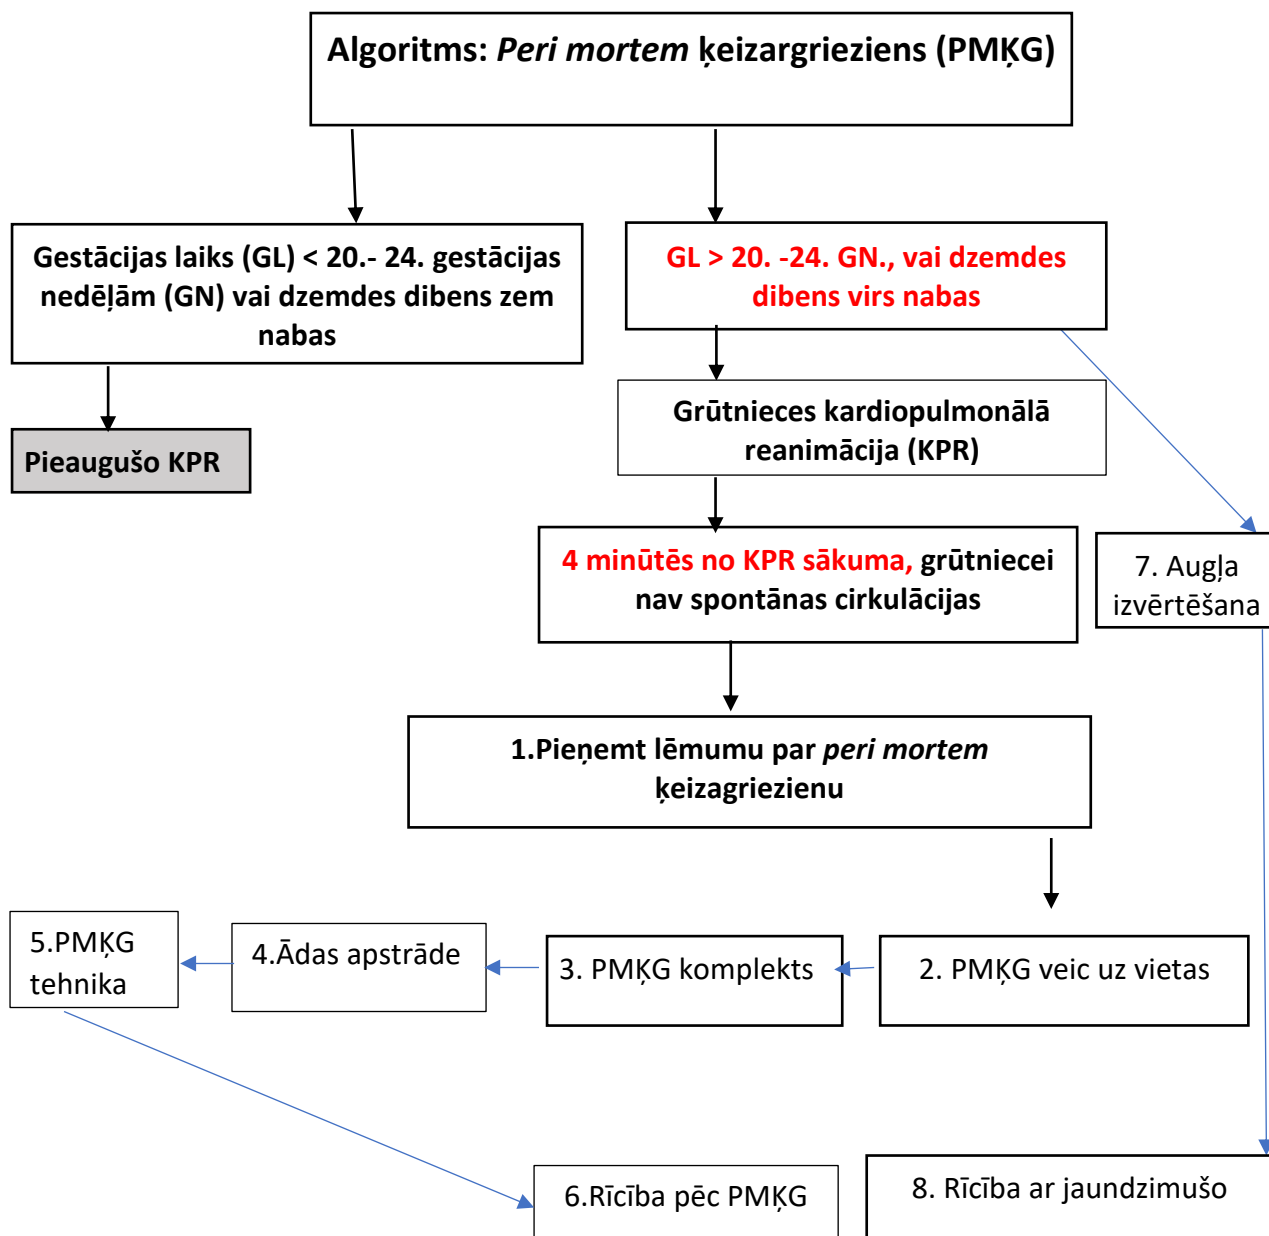 Algoritms: Peri mortem ķeizargrieziens (PMĶG)
Gestācijas laiks (GL) < 20.- 24. gestācijas
nedēļām (GN) vai dzemdes dibens zem
nabas
GL > 20. -24. GN., vai dzemdes
dibens virs nabas
Pieaugušo KPR
Grūtnieces kardiopulmonālā
reanimācija (KPR)
4 minūtēs no KPR sākuma, grūtniecei
nav spontānas cirkulācijas
7. Augļa
izvērtēšana
1.Pieņemt lēmumu par peri mortem
ķeizagriezienu
2. PMĶG veic uz vietas
3. PMĶG komplekts
4.Ādas apstrāde
5.PMĶG
tehnika
6.Rīcība pēc PMĶG
8. Rīcība ar jaundzimušo